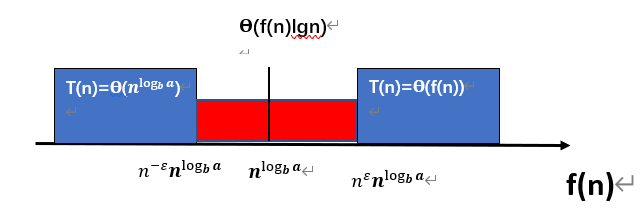 Θ(f(n)lgn)
T(n)=Θ(n^{log_b a})
T(n)=Θ(f(n))
n^{-ε}n^{log_b a}
n^{log_b a}
n^{ε}n^{log_b a}
f(n)